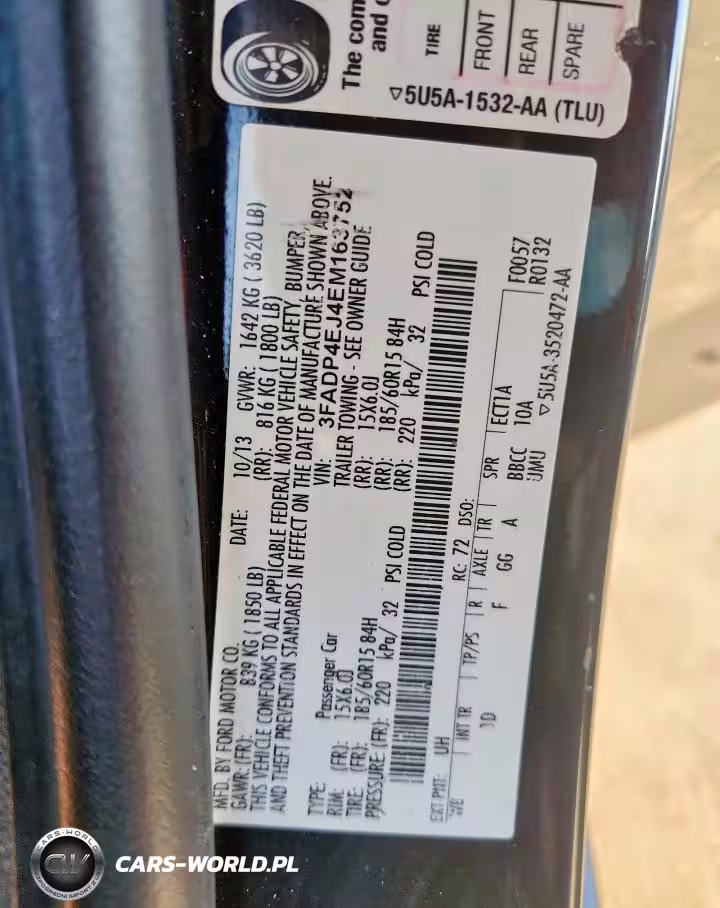 The com
and c
TIRE
FRONT
REAR
SPARE
▽5U5A-1532-AA (TLU)
MFD. BY FORD MOTOR CO. DATE: 10/13 GVWR: 1642 KG ( 3620 LB)
GAWR:(FR): 839 KG ( 1850 LB) (RR): 816 KG ( 1800 LB)
THIS VEHICLE CONFORMS TO ALL APPLICABLE FEDERAL MOTOR VEHICLE SAFETY, BUMPER,
AND THEFT PREVENTION STANDARDS IN EFFECT ON THE DATE OF MANUFACTURE SHOWN ABOVE.
VIN: 3FADP4EJ4EM163752
TYPE: Passenger Car TRAILER TOWING - SEE OWNER GUIDE
RIM: (FR): 15X6.0J (RR): 15X6.0J
TIRE: (FR): 185/60R15 84H (RR): 185/60R15 84H
PRESSURE (FR): 220 kPa/ 32 PSI COLD (RR): 220 kPa/ 32 PSI COLD
EXT PNT: UH RC: 72 DSO: F0057
R0132
INT TR TP/PS R AXLE TR SPR ECT1A
1D F GG A BBCC 10A
UMU ▽5U5A-3520472-AA
CARS-WORLD
CW
CARS-WORLD.PL